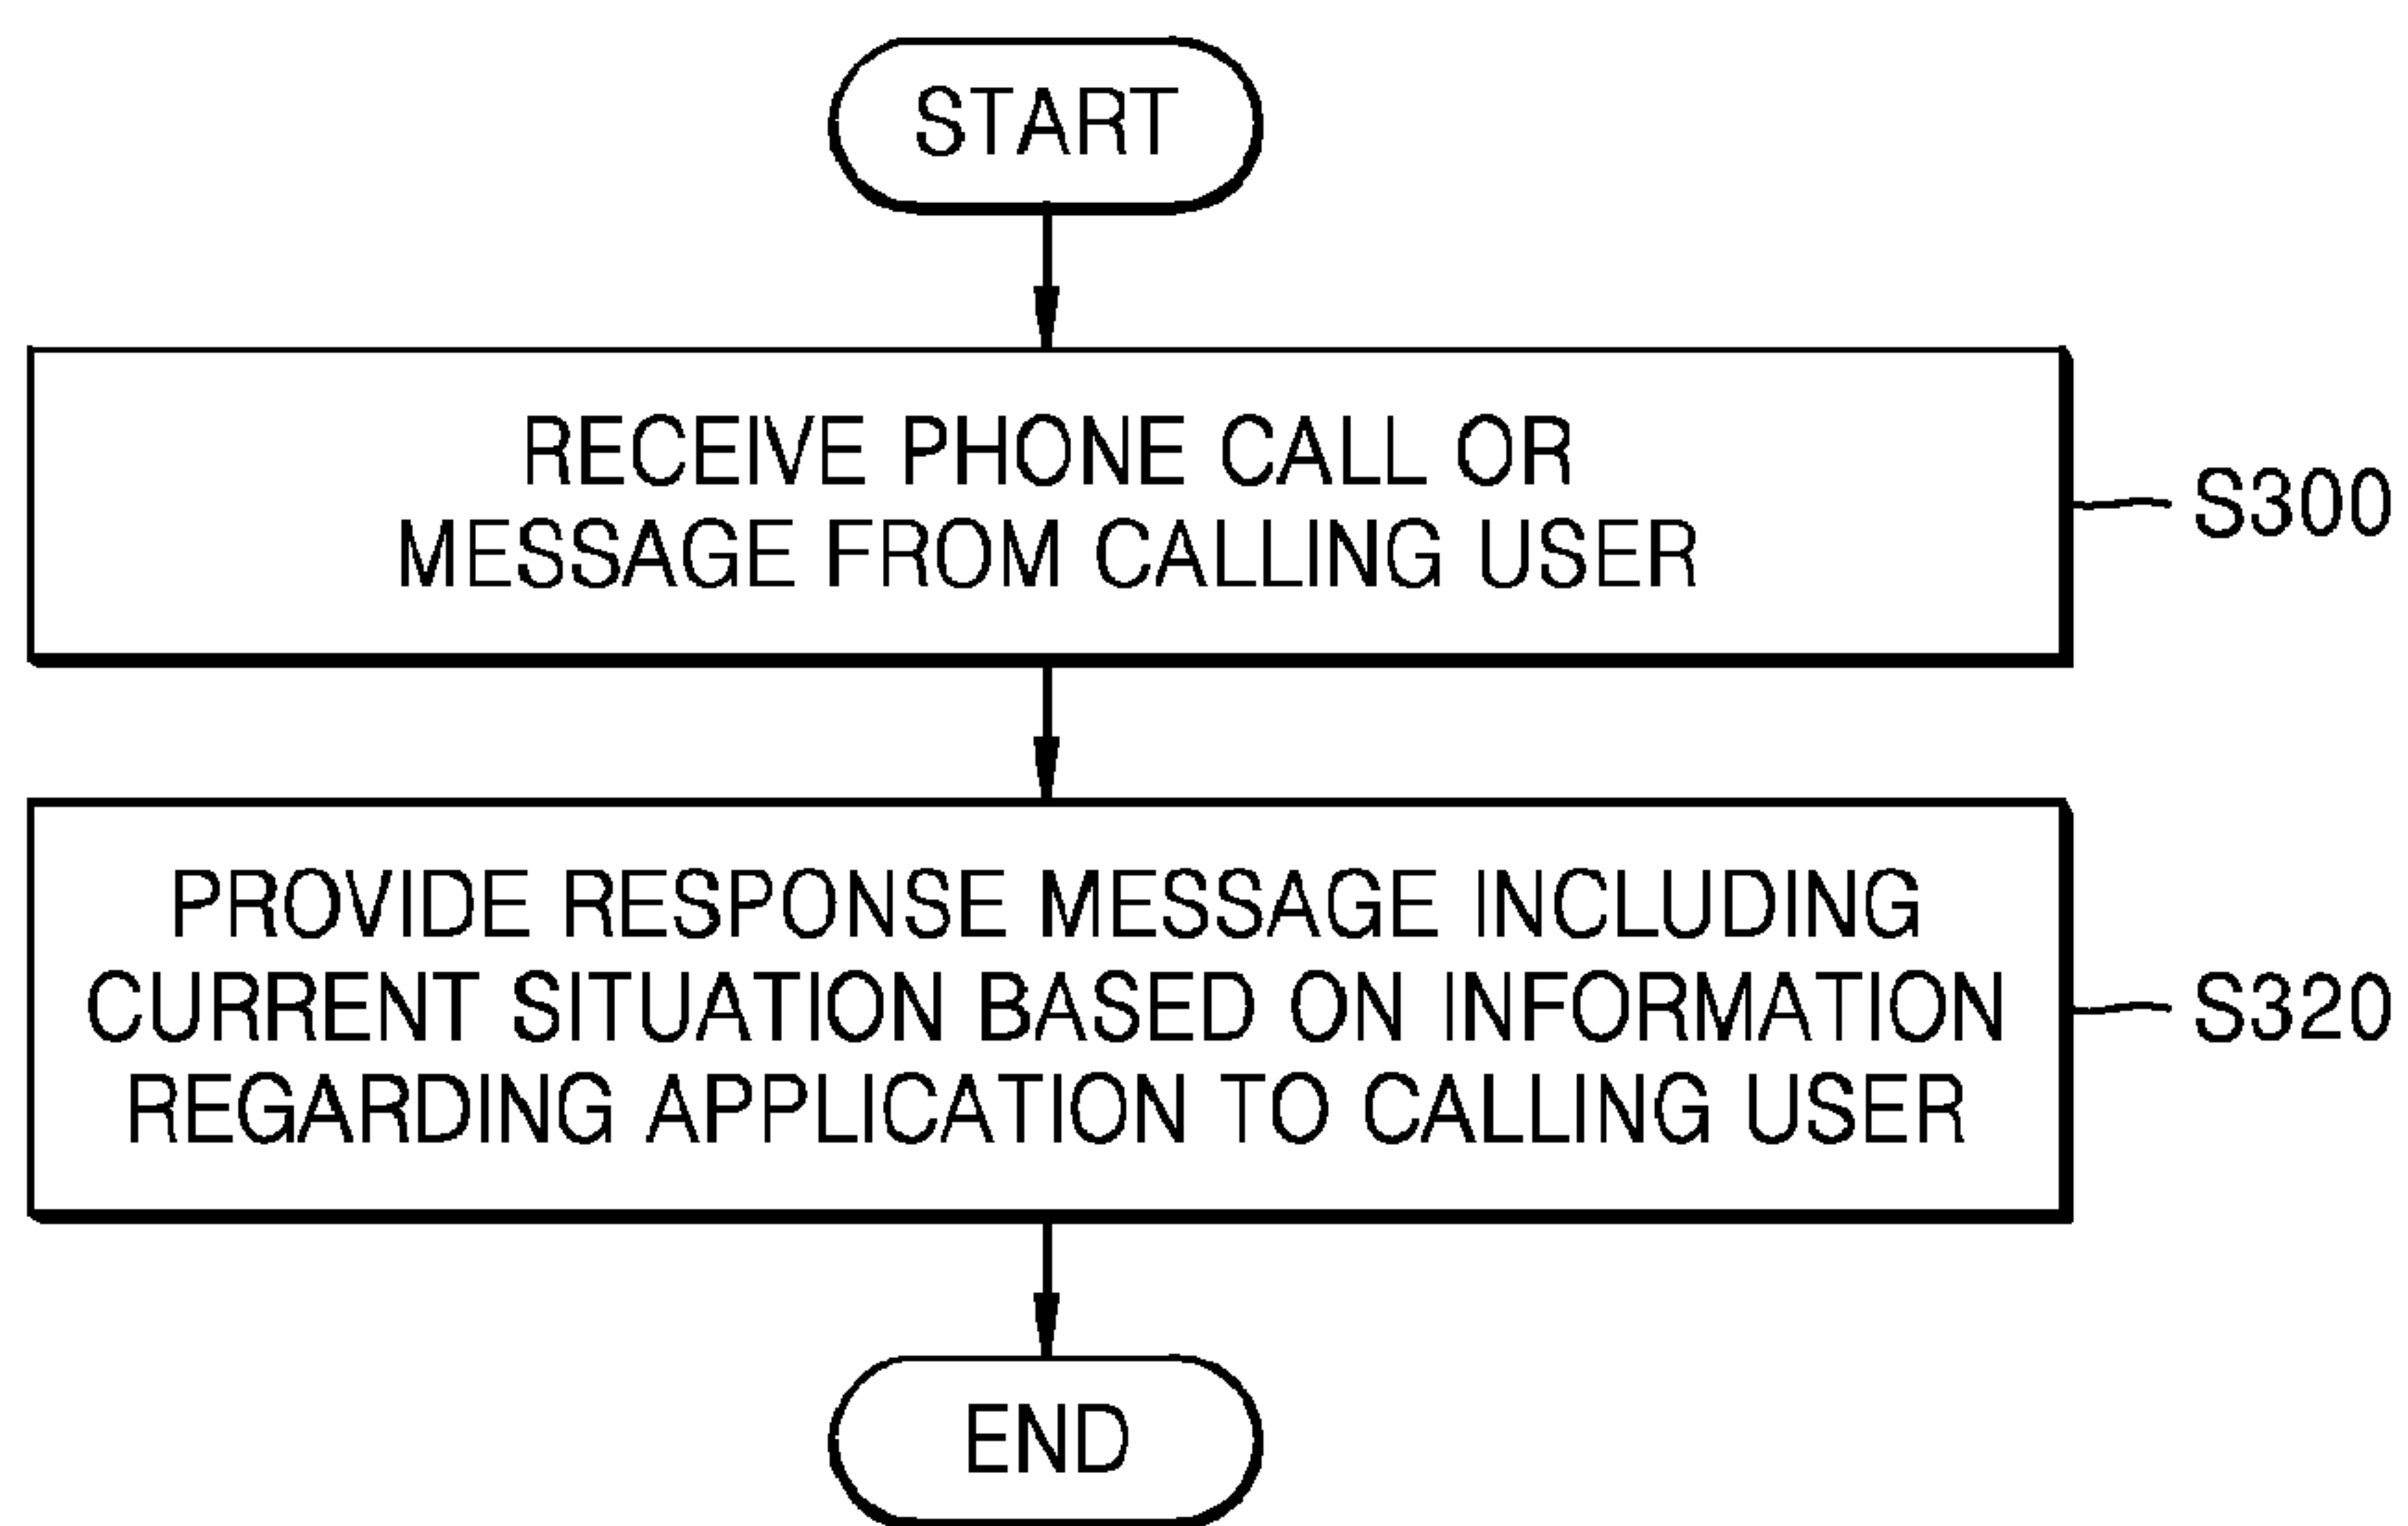 START
RECEIVE PHONE CALL OR
MESSAGE FROM CALLING USER
S300
PROVIDE RESPONSE MESSAGE INCLUDING
CURRENT SITUATION BASED ON INFORMATION
REGARDING APPLICATION TO CALLING USER
S320
END